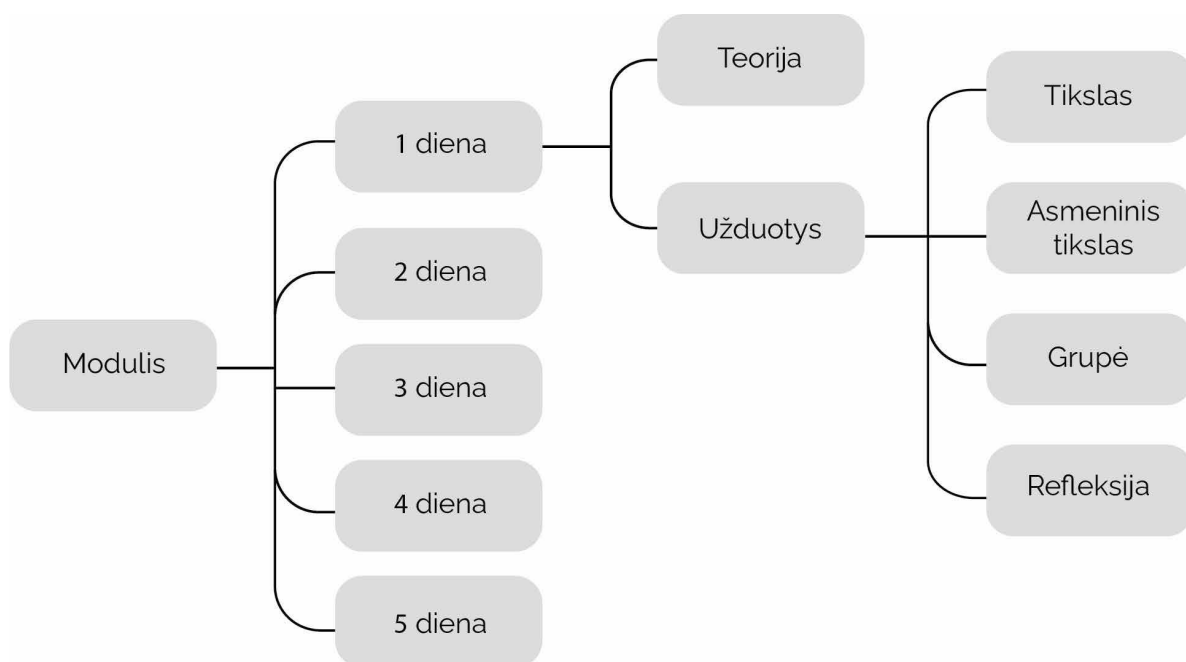 Modulis
1 diena
2 diena
3 diena
4 diena
5 diena
Teorija
Užduotys
Tikslas
Asmeninis
tikslas
Grupė
Refleksija